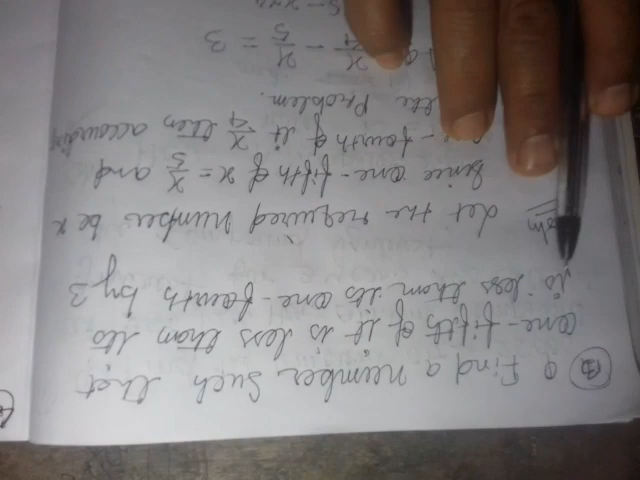 (13) Find a number such that
one-fifth of it is less than its
is less than its one-fourth by 3
Soln Let the required number be x
Since one-fifth of x = x/5 and
-fourth of it x/4 then according
the Problem.
x/4 - x/5 = 3